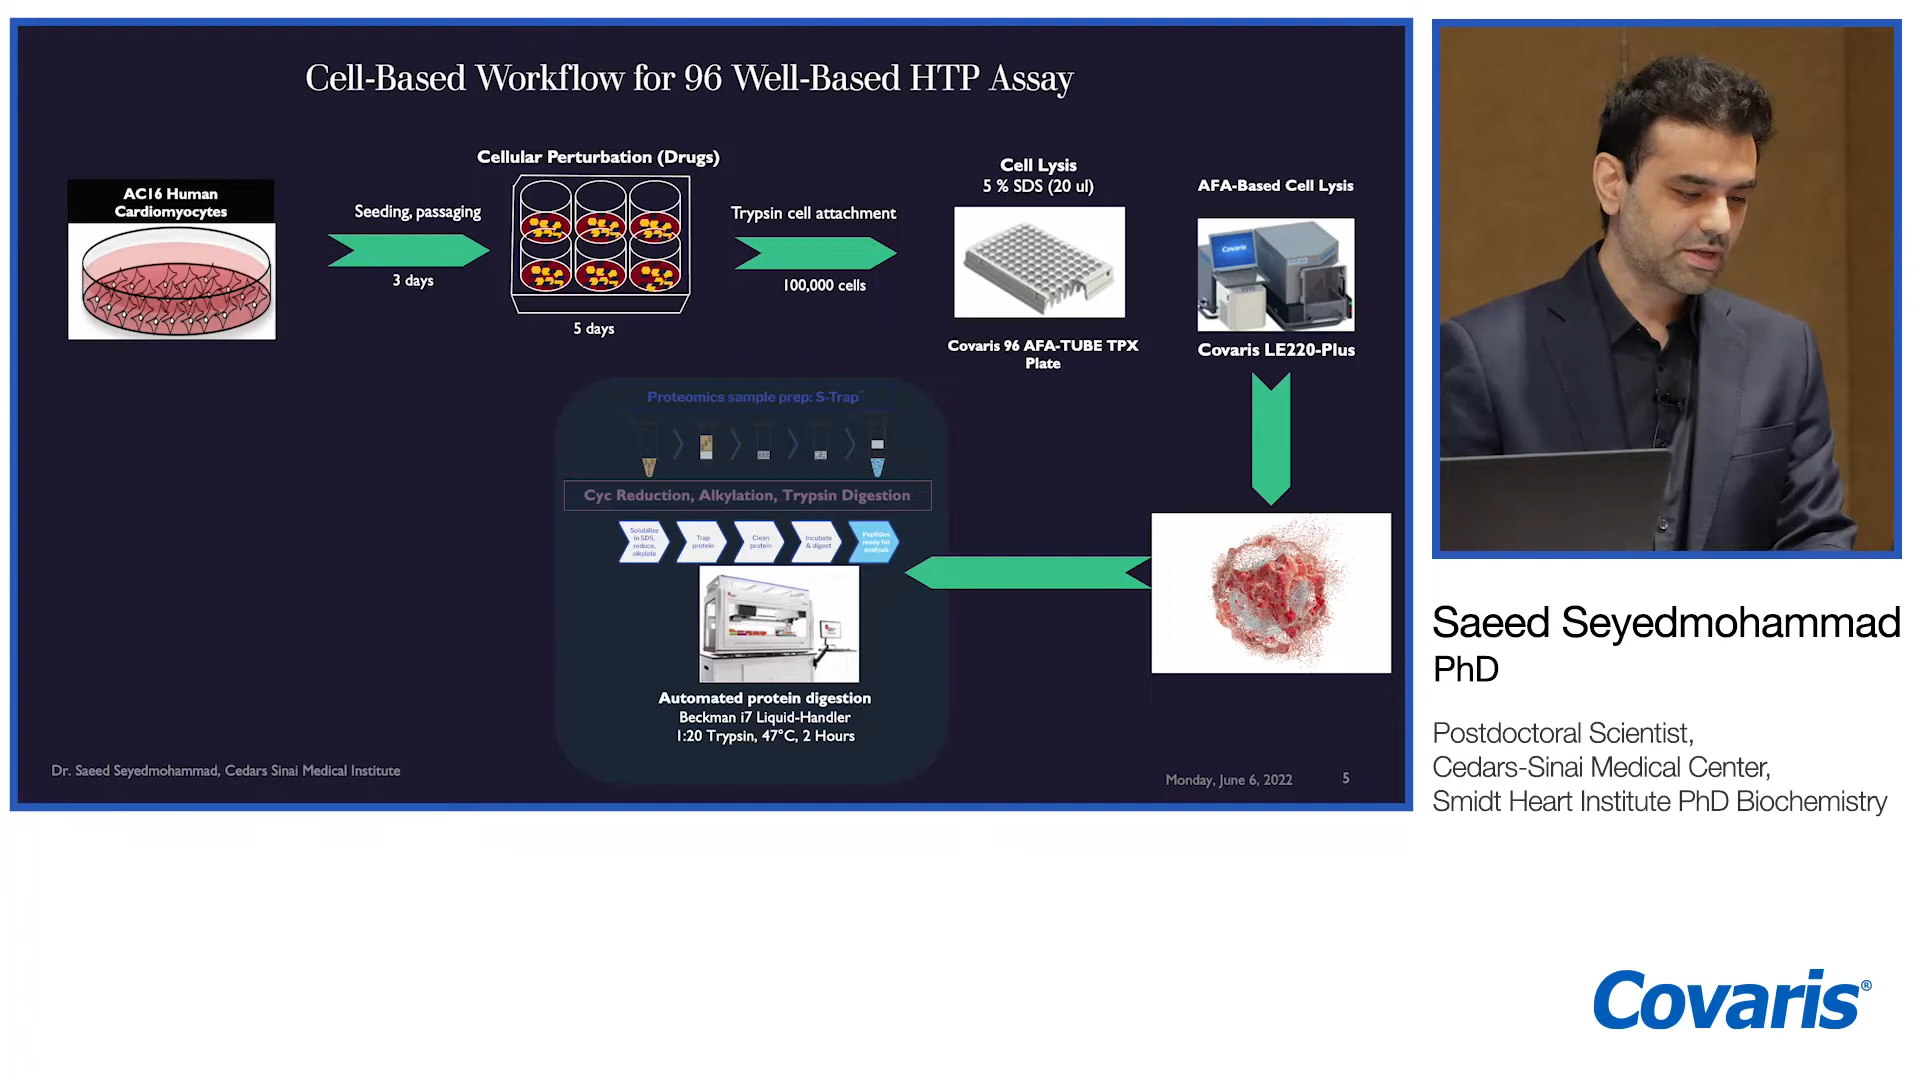 Cell-Based Workflow for 96 Well-Based HTP Assay
AC16 Human
Cardiomyocytes
Seeding, passaging
3 days
Cellular Perturbation (Drugs)
5 days
Trypsin cell attachment
100,000 cells
Cell Lysis
5 % SDS (20 ul)
Covaris 96 AFA-TUBE TPX
Plate
AFA-Based Cell Lysis
Covaris
Covaris LE220-Plus
Proteomics sample prep: S-Trap™
Cyc Reduction, Alkylation, Trypsin Digestion
Solubilize
in SDS,
reduce,
alkylate
Trap
protein
Clean
protein
Incubate
& digest
Peptides
ready for
analysis
Automated protein digestion
Beckman i7 Liquid-Handler
1:20 Trypsin, 47°C, 2 Hours
Dr. Saeed Seyedmohammad, Cedars Sinai Medical Institute
Monday, June 6, 2022
5
Saeed Seyedmohammad
PhD
Postdoctoral Scientist,
Cedars-Sinai Medical Center,
Smidt Heart Institute PhD Biochemistry
Covaris®